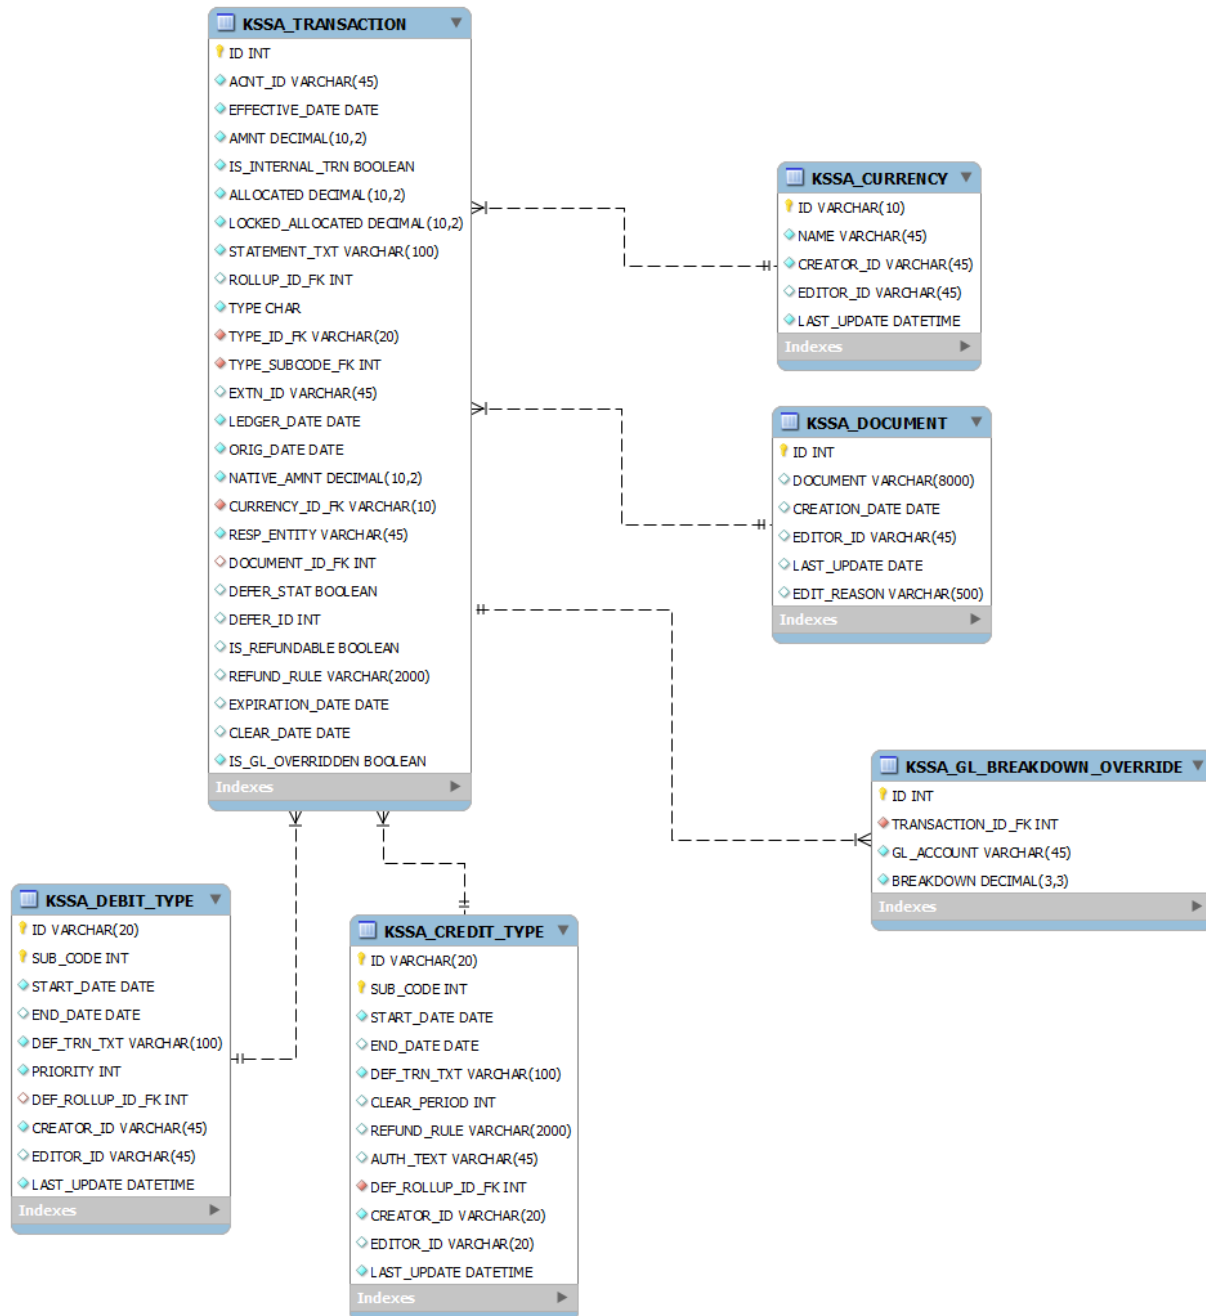 KSSA_TRANSACTION
ID INT
ACNT_ID VARCHAR(45)
EFFECTIVE_DATE DATE
AMNT DECIMAL(10,2)
IS_INTERNAL_TRN BOOLEAN
ALLOCATED DECIMAL(10,2)
LOCKED_ALLOCATED DECIMAL(10,2)
STATEMENT_TXT VARCHAR(100)
ROLLUP_ID_FK INT
TYPE CHAR
TYPE_ID_FK VARCHAR(20)
TYPE_SUBCODE_FK INT
EXTN_ID VARCHAR(45)
LEDGER_DATE DATE
ORIG_DATE DATE
NATIVE_AMNT DECIMAL(10,2)
CURRENCY_ID_FK VARCHAR(10)
RESP_ENTITY VARCHAR(45)
DOCUMENT_ID_FK INT
DEFER_STAT BOOLEAN
DEFER_ID INT
IS_REFUNDABLE BOOLEAN
REFUND_RULE VARCHAR(2000)
EXPIRATION_DATE DATE
CLEAR_DATE DATE
IS_GL_OVERRIDDEN BOOLEAN
Indexes
KSSA_CURRENCY
ID VARCHAR(10)
NAME VARCHAR(45)
CREATOR_ID VARCHAR(45)
EDITOR_ID VARCHAR(45)
LAST_UPDATE DATETIME
Indexes
KSSA_DOCUMENT
ID INT
DOCUMENT VARCHAR(8000)
CREATION_DATE DATE
EDITOR_ID VARCHAR(45)
LAST_UPDATE DATE
EDIT_REASON VARCHAR(500)
Indexes
KSSA_GL_BREAKDOWN_OVERRIDE
ID INT
TRANSACTION_ID_FK INT
GL_ACCOUNT VARCHAR(45)
BREAKDOWN DECIMAL(3,3)
Indexes
KSSA_DEBIT_TYPE
ID VARCHAR(20)
SUB_CODE INT
START_DATE DATE
END_DATE DATE
DEF_TRN_TXT VARCHAR(100)
PRIORITY INT
DEF_ROLLUP_ID_FK INT
CREATOR_ID VARCHAR(45)
EDITOR_ID VARCHAR(45)
LAST_UPDATE DATETIME
Indexes
KSSA_CREDIT_TYPE
ID VARCHAR(20)
SUB_CODE INT
START_DATE DATE
END_DATE DATE
DEF_TRN_TXT VARCHAR(100)
CLEAR_PERIOD INT
REFUND_RULE VARCHAR(2000)
AUTH_TEXT VARCHAR(45)
DEF_ROLLUP_ID_FK INT
CREATOR_ID VARCHAR(20)
EDITOR_ID VARCHAR(20)
LAST_UPDATE DATETIME
Indexes